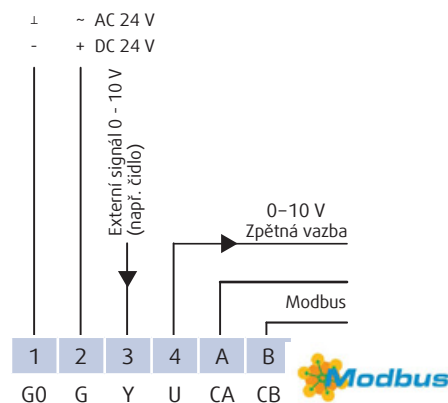 ⊥ ~ AC 24 V
- + DC 24 V
Externí signál 0 - 10 V
(např. čidlo)
0–10 V
Zpětná vazba
Modbus
1 2 3 4 A B
G0 G Y U CA CB
Modbus